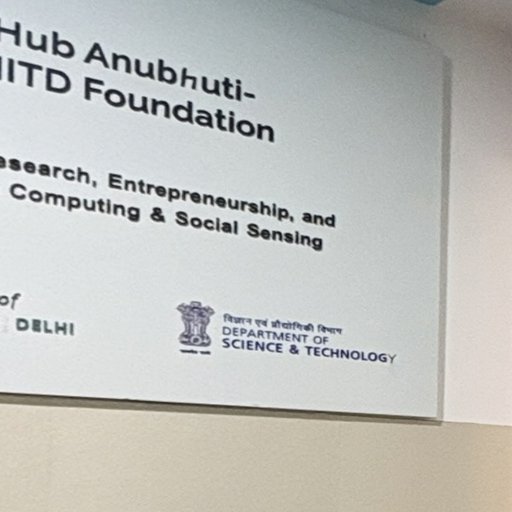 Hub Anubhuti-
IITD Foundation
esearch, Entrepreneurship, and
Computing & Social Sensing
of
DELHI
विज्ञान एवं प्रौद्योगिकी विभाग
DEPARTMENT OF
SCIENCE & TECHNOLOGY